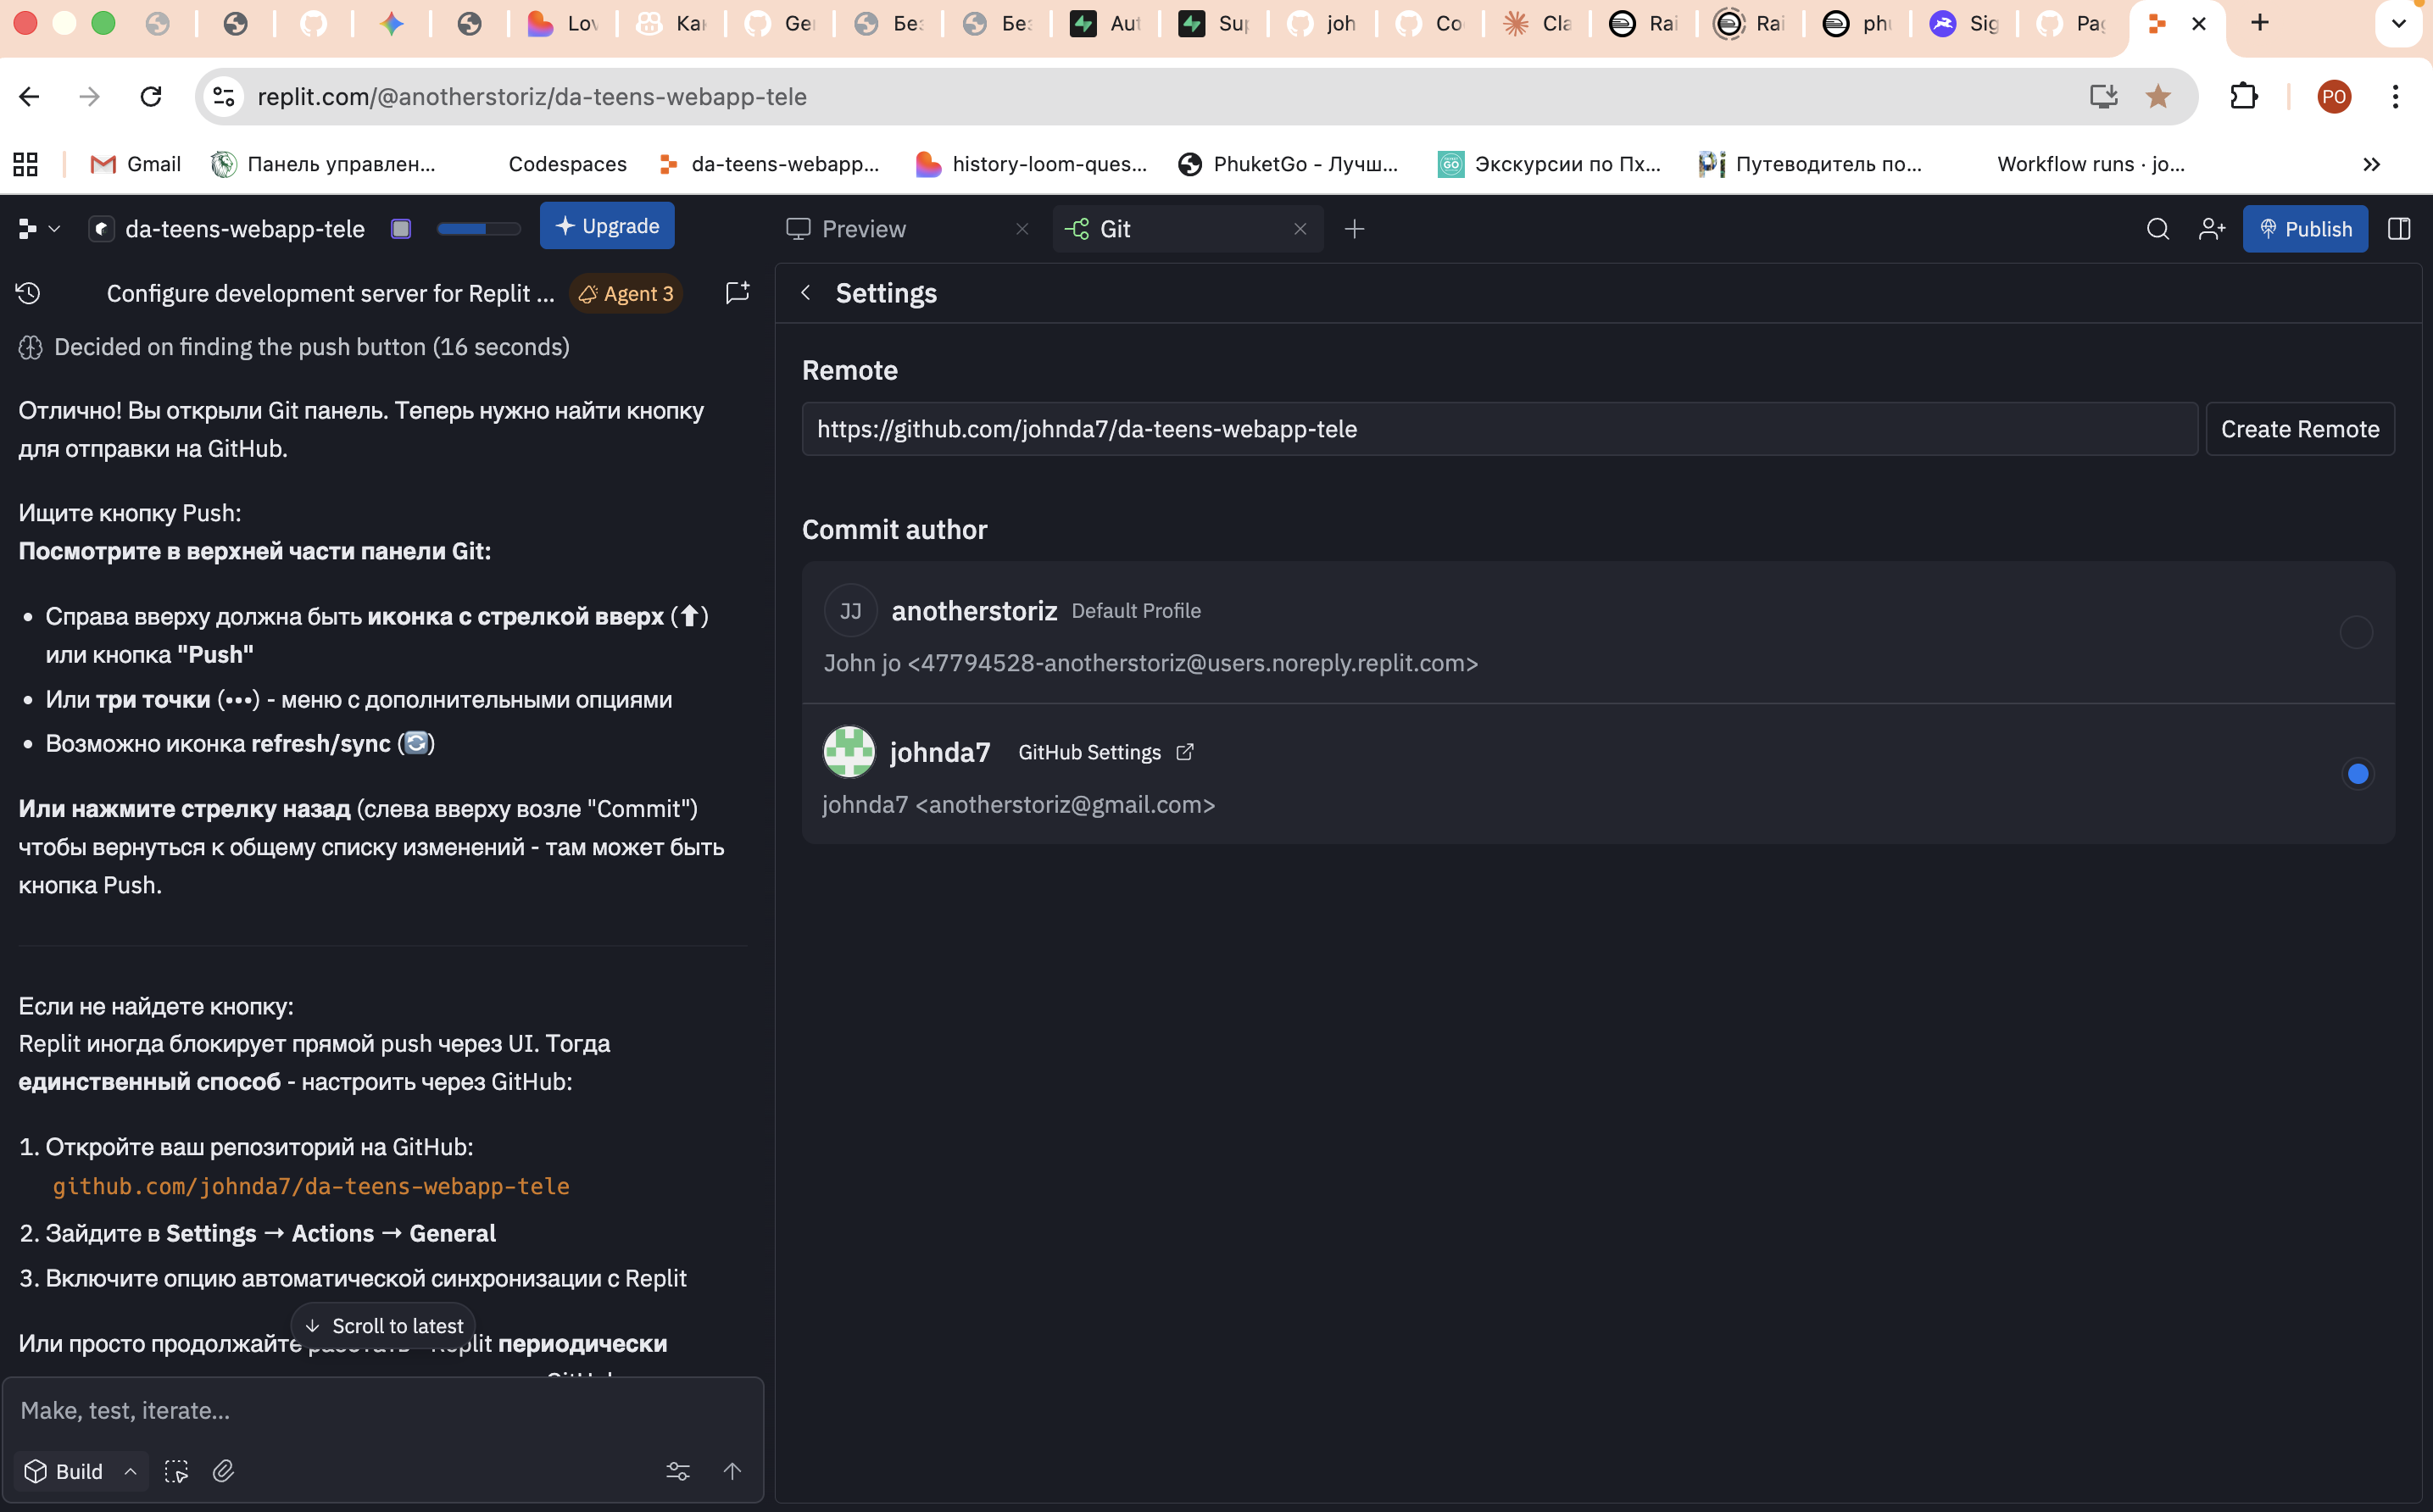 Lov
Kак
Ger
Без
Без
Aut
Sup
joh
Co
Cla
Rai
Rai
phu
Sig
Pag
replit.com/@anotherstoriz/da-teens-webapp-tele
PO
Gmail
Панель управлен...
Codespaces
da-teens-webapp...
history-loom-ques...
PhuketGo - Лучш...
GO
Экскурсии по Пх...
Pi
Путеводитель по...
Workflow runs · jo...
da-teens-webapp-tele
Upgrade
Preview
Git
Publish
Configure development server for Replit ...
Agent 3
Decided on finding the push button (16 seconds)
Отлично! Вы открыли Git панель. Теперь нужно найти кнопку
для отправки на GitHub.
Ищите кнопку Push:
Посмотрите в верхней части панели Git:
• Справа вверху должна быть иконка с стрелкой вверх (⬆)
или кнопка "Push"
• Или три точки (•••) - меню с дополнительными опциями
• Возможно иконка refresh/sync (🔄)
Или нажмите стрелку назад (слева вверху возле "Commit")
чтобы вернуться к общему списку изменений - там может быть
кнопка Push.
Если не найдете кнопку:
Replit иногда блокирует прямой push через UI. Тогда
единственный способ - настроить через GitHub:
1. Откройте ваш репозиторий на GitHub:
github.com/johnda7/da-teens-webapp-tele
2. Зайдите в Settings → Actions → General
3. Включите опцию автоматической синхронизации с Replit
Scroll to latest
Или просто продолжайте работать - Replit периодически
Make, test, iterate...
Build
Settings
Remote
https://github.com/johnda7/da-teens-webapp-tele
Create Remote
Commit author
JJ
anotherstoriz Default Profile
John jo <47794528-anotherstoriz@users.noreply.replit.com>
johnda7 GitHub Settings
johnda7 <anotherstoriz@gmail.com>